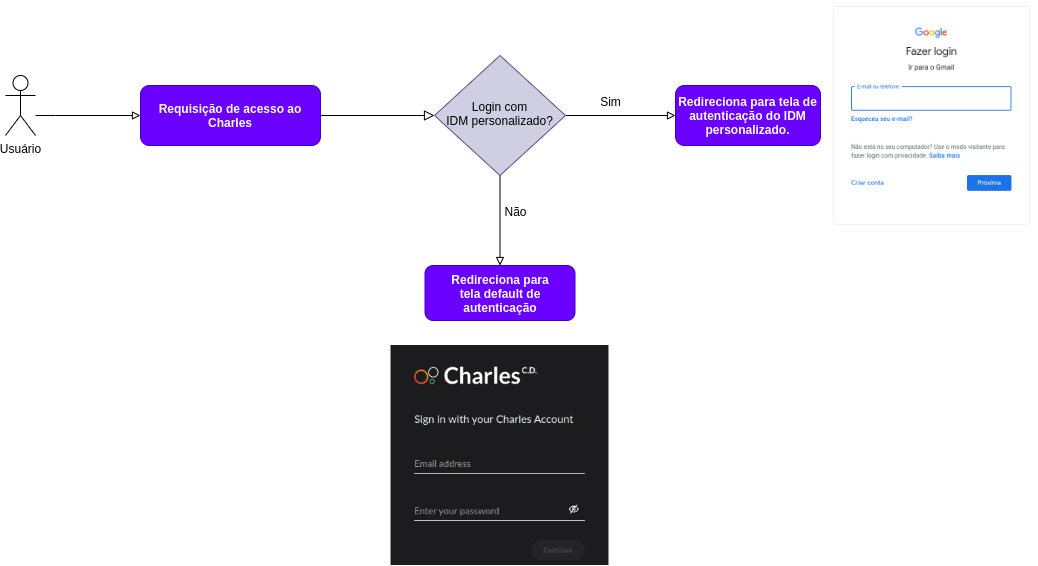 Usuário
Requisição de acesso ao
Charles
Login com
IDM personalizado?
Sim
Redireciona para tela de
autenticação do IDM
personalizado.
Google
Fazer login
Ir para o Gmail
E-mail ou telefone
Esqueceu seu e-mail?
Não está no seu computador? Use o modo visitante para
fazer login com privacidade. Saiba mais
Criar conta
Próxima
Não
Redireciona para
tela default de
autenticação
Charles C.D.
Sign in with your Charles Account
Email address
Enter your password
Continue